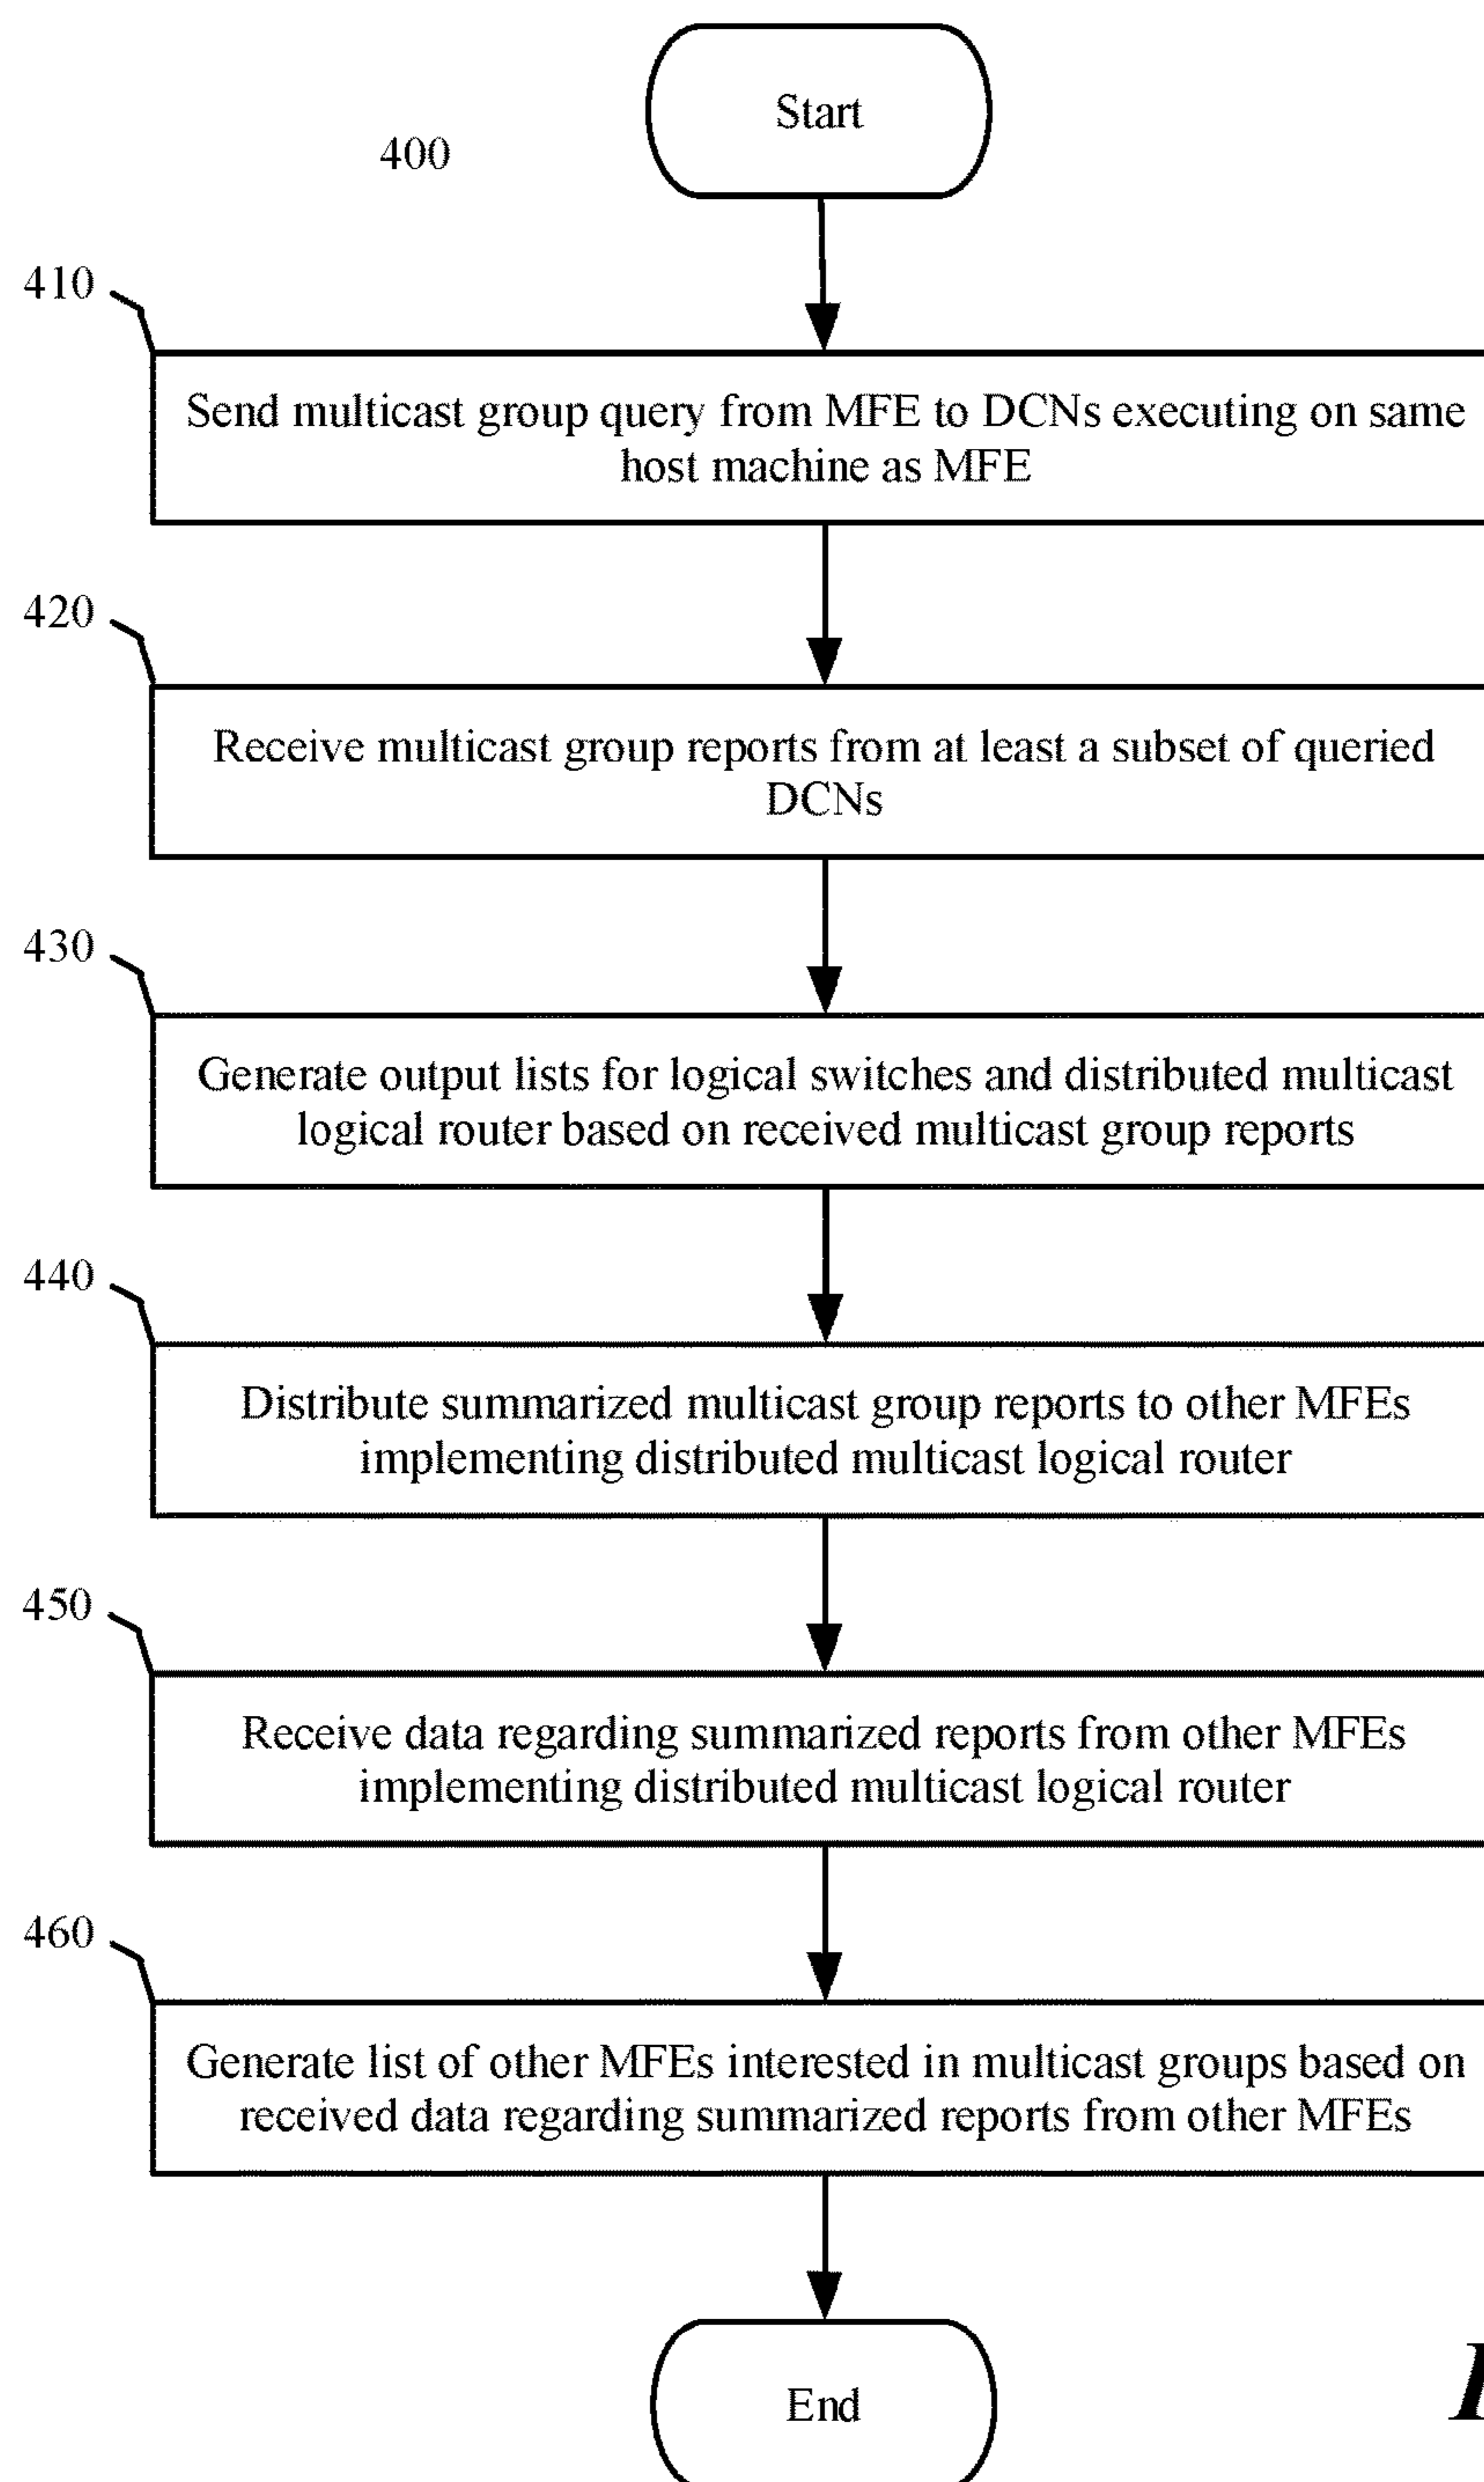 Start
400
410
Send multicast group query from MFE to DCNs executing on same
host machine as MFE
420
Receive multicast group reports from at least a subset of queried
DCNs
430
Generate output lists for logical switches and distributed multicast
logical router based on received multicast group reports
440
Distribute summarized multicast group reports to other MFEs
implementing distributed multicast logical router
450
Receive data regarding summarized reports from other MFEs
implementing distributed multicast logical router
460
Generate list of other MFEs interested in multicast groups based on
received data regarding summarized reports from other MFEs
End